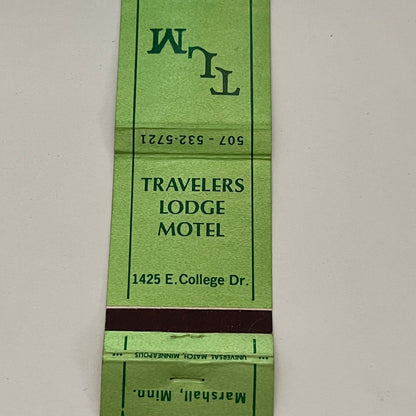 TLM
507 - 532-5721
TRAVELERS
LODGE
MOTEL
1425 E. College Dr.
*** UNIVERSAL MATCH, MINNEAPOLIS ***
Marshall, Minn.